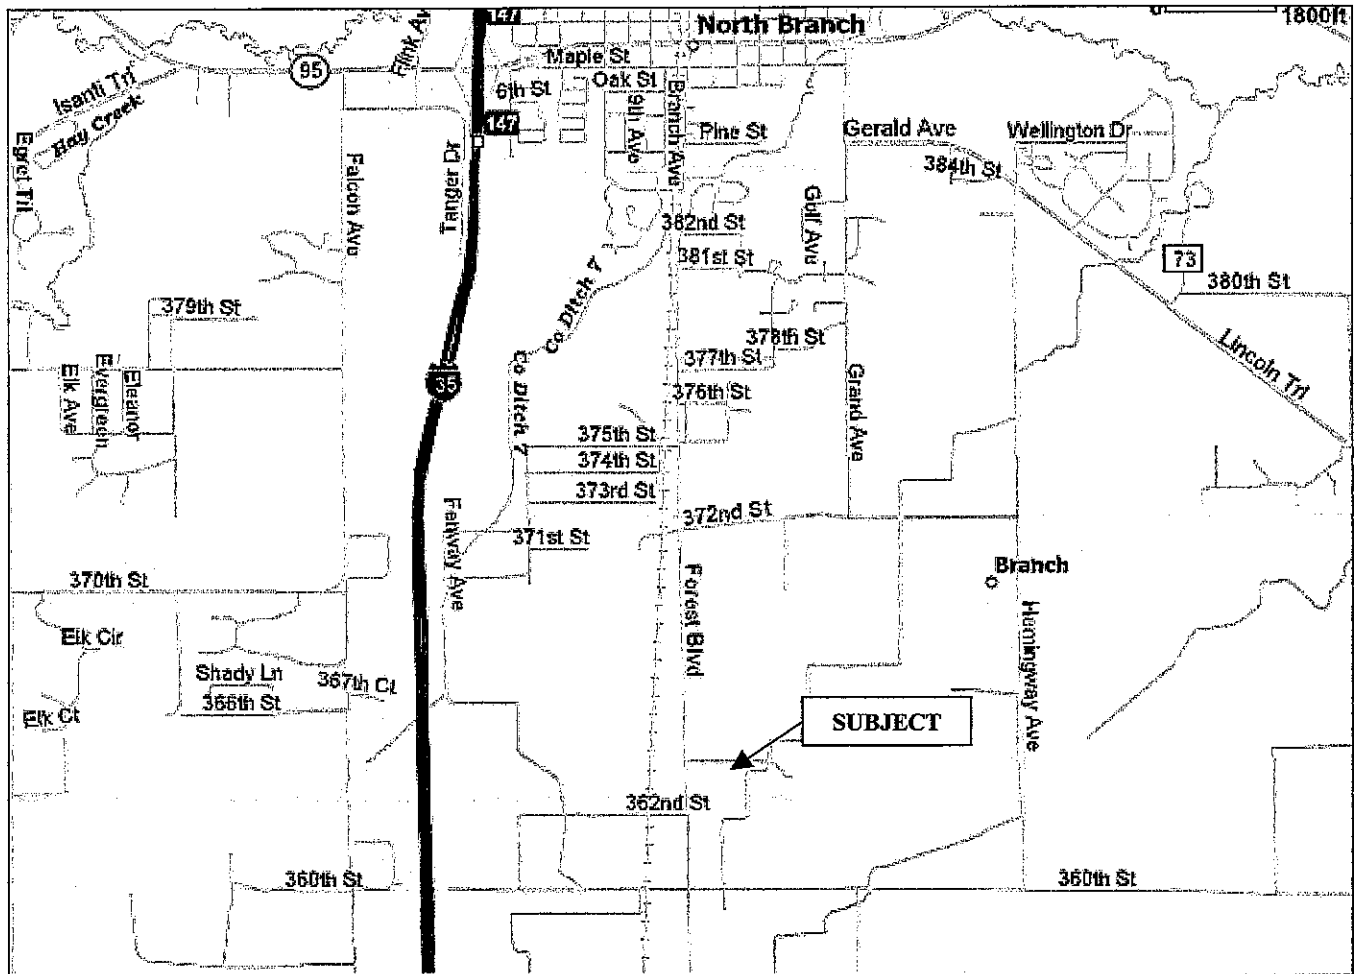 147
North Branch
1800ft
Flink Av
Maple St
95
Isanti Trl
6th St
Oak St
Hay Creek
9th Ave
Branch Ave
147
Pine St
Gerald Ave
Wellington Dr
Egret Trl
Falcon Ave
Tanger Dr
384th St
Golf Ave
382nd St
381st St
73
380th St
Co Ditch 7
379th St
378th St
377th St
Lincoln Trl
Elk Ave
Evergreen
Eleanor
35
Co Ditch 7
376th St
Grand Ave
375th St
374th St
373rd St
372nd St
Fenway Ave
371st St
370th St
Forest Blvd
Branch
Hemingway Ave
Elk Cir
Shady Ln
367th Ct
366th St
Elk Ct
SUBJECT
362nd St
360th St
360th St